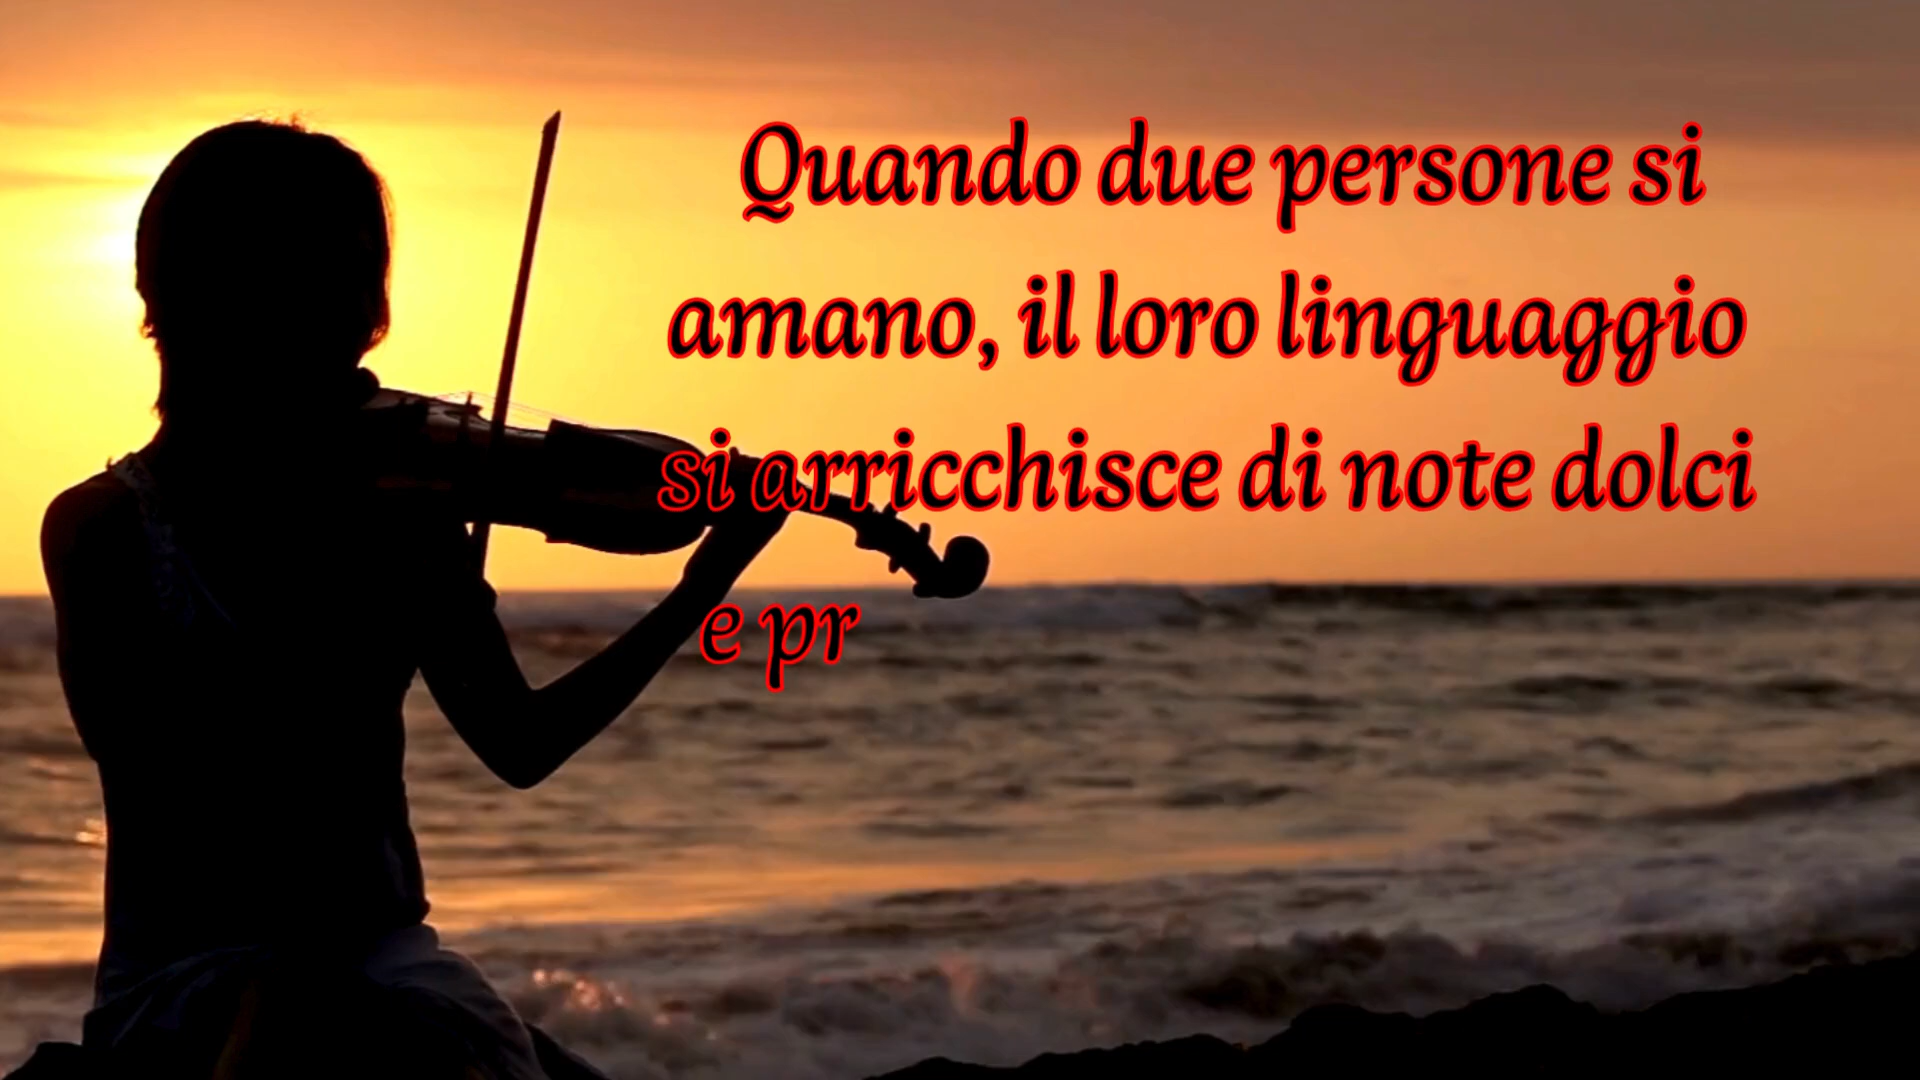 Quando due persone si
amano, il loro linguaggio
si arricchisce di note dolci
e pr